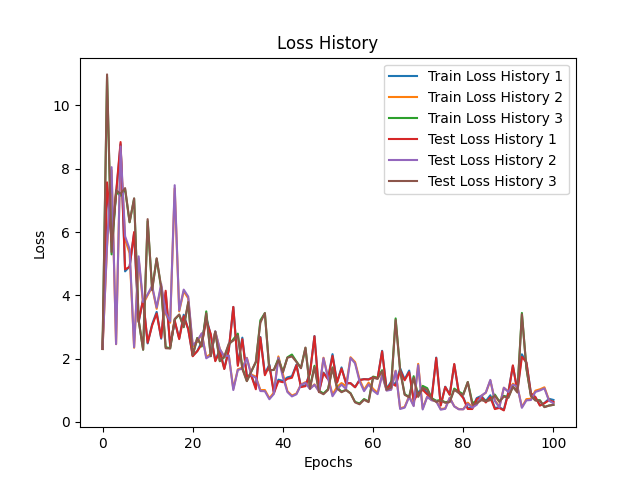 Loss History
Train Loss History 1
Train Loss History 2
Train Loss History 3
Test Loss History 1
Test Loss History 2
Test Loss History 3
10
8
6
4
2
0
Loss
0 20 40 60 80 100
Epochs